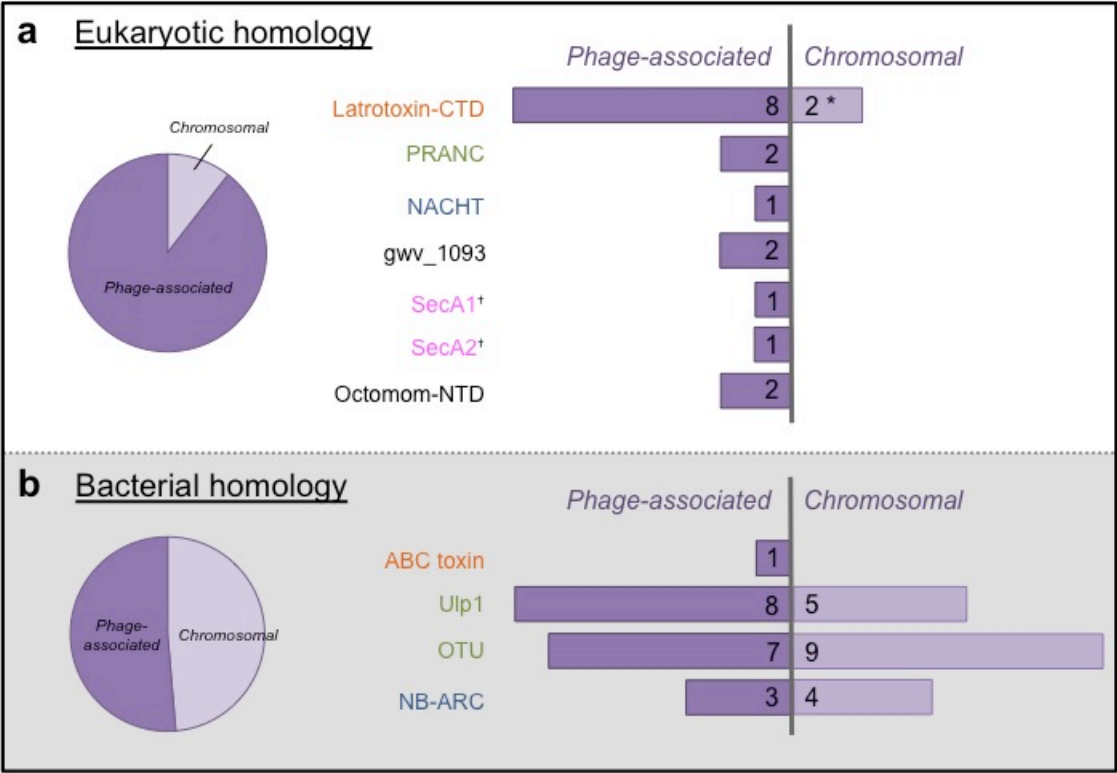 a Eukaryotic homology
Phage-associated Chromosomal
Chromosomal
Phage-associated
Latrotoxin-CTD 8 2 *
PRANC 2
NACHT 1
gwv_1093 2
SecA1† 1
SecA2† 1
Octomom-NTD 2
b Bacterial homology
Phage-associated Chromosomal
Phage-
associated
Chromosomal
ABC toxin 1
Ulp1 8 5
OTU 7 9
NB-ARC 3 4